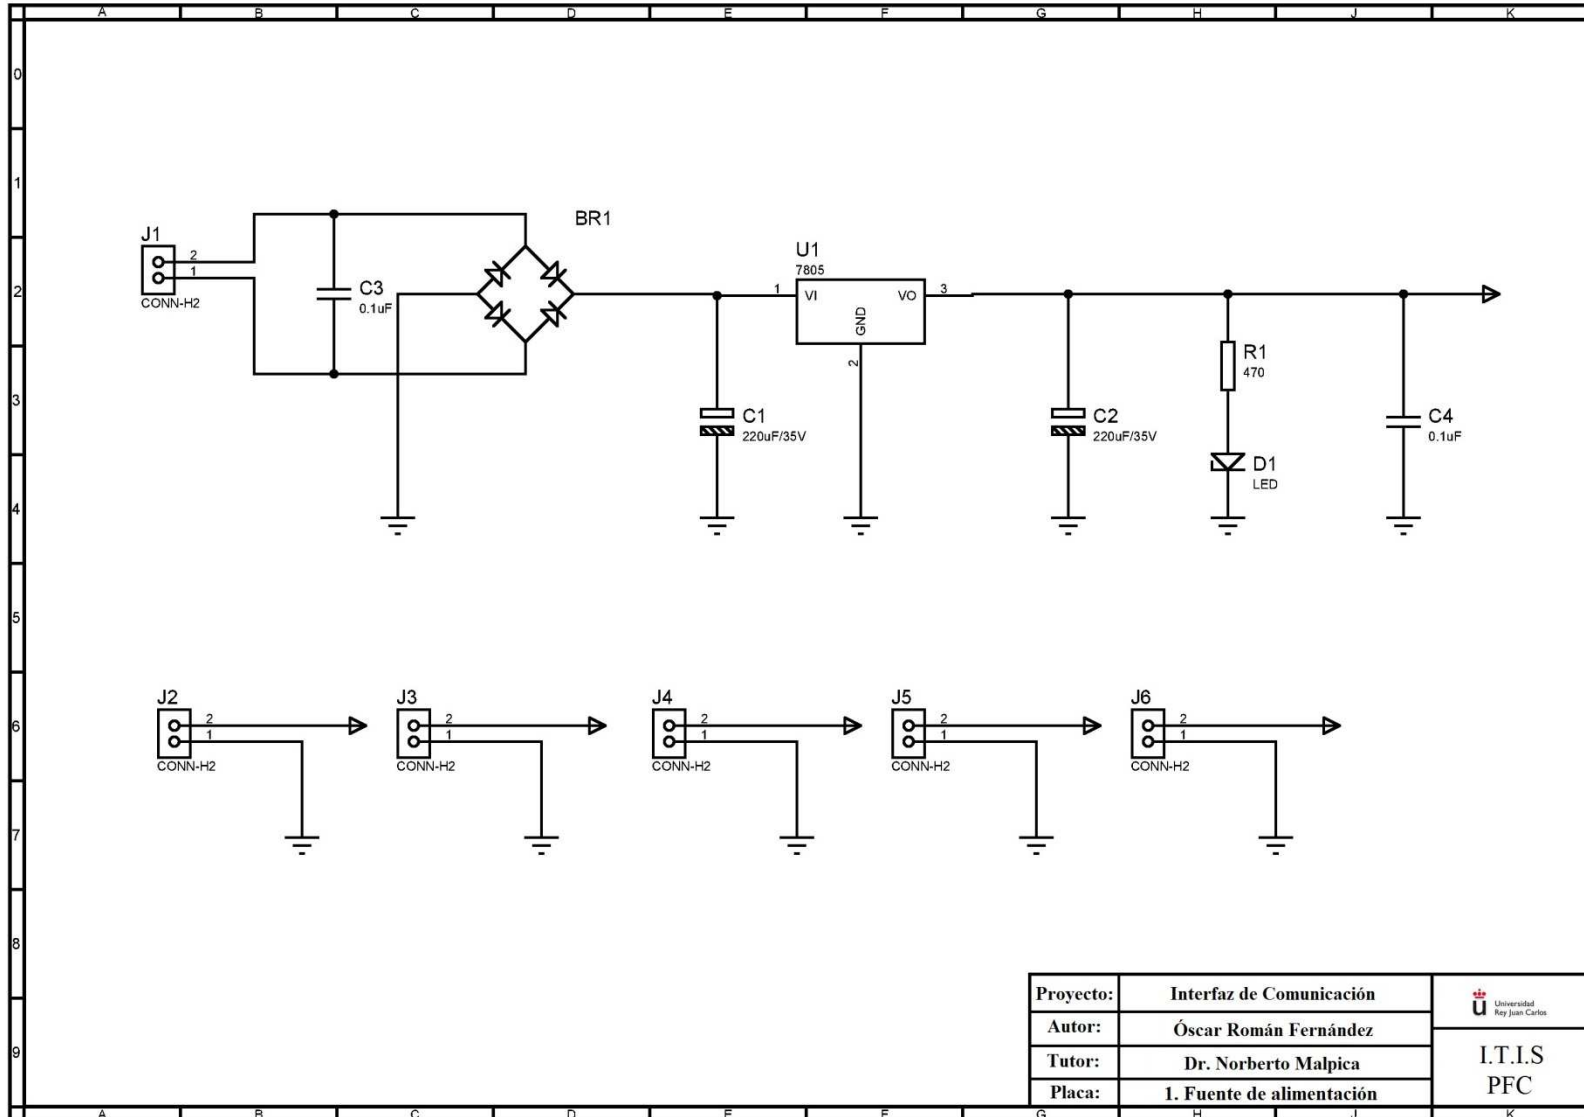 A B C D E F G H J K
0
1
2
3
4
5
6
7
8
9
J1
2
1
CONN-H2
C3
0.1uF
BR1
U1
7805
1
VI
VO
3
GND
2
C1
220uF/35V
C2
220uF/35V
R1
470
D1
LED
C4
0.1uF
J2
2
1
CONN-H2
J3
2
1
CONN-H2
J4
2
1
CONN-H2
J5
2
1
CONN-H2
J6
2
1
CONN-H2
Proyecto: Interfaz de Comunicación
Autor: Óscar Román Fernández
Tutor: Dr. Norberto Malpica
Placa: 1. Fuente de alimentación
ü Universidad
Rey Juan Carlos
I.T.I.S
PFC
A B C D E F G H J K